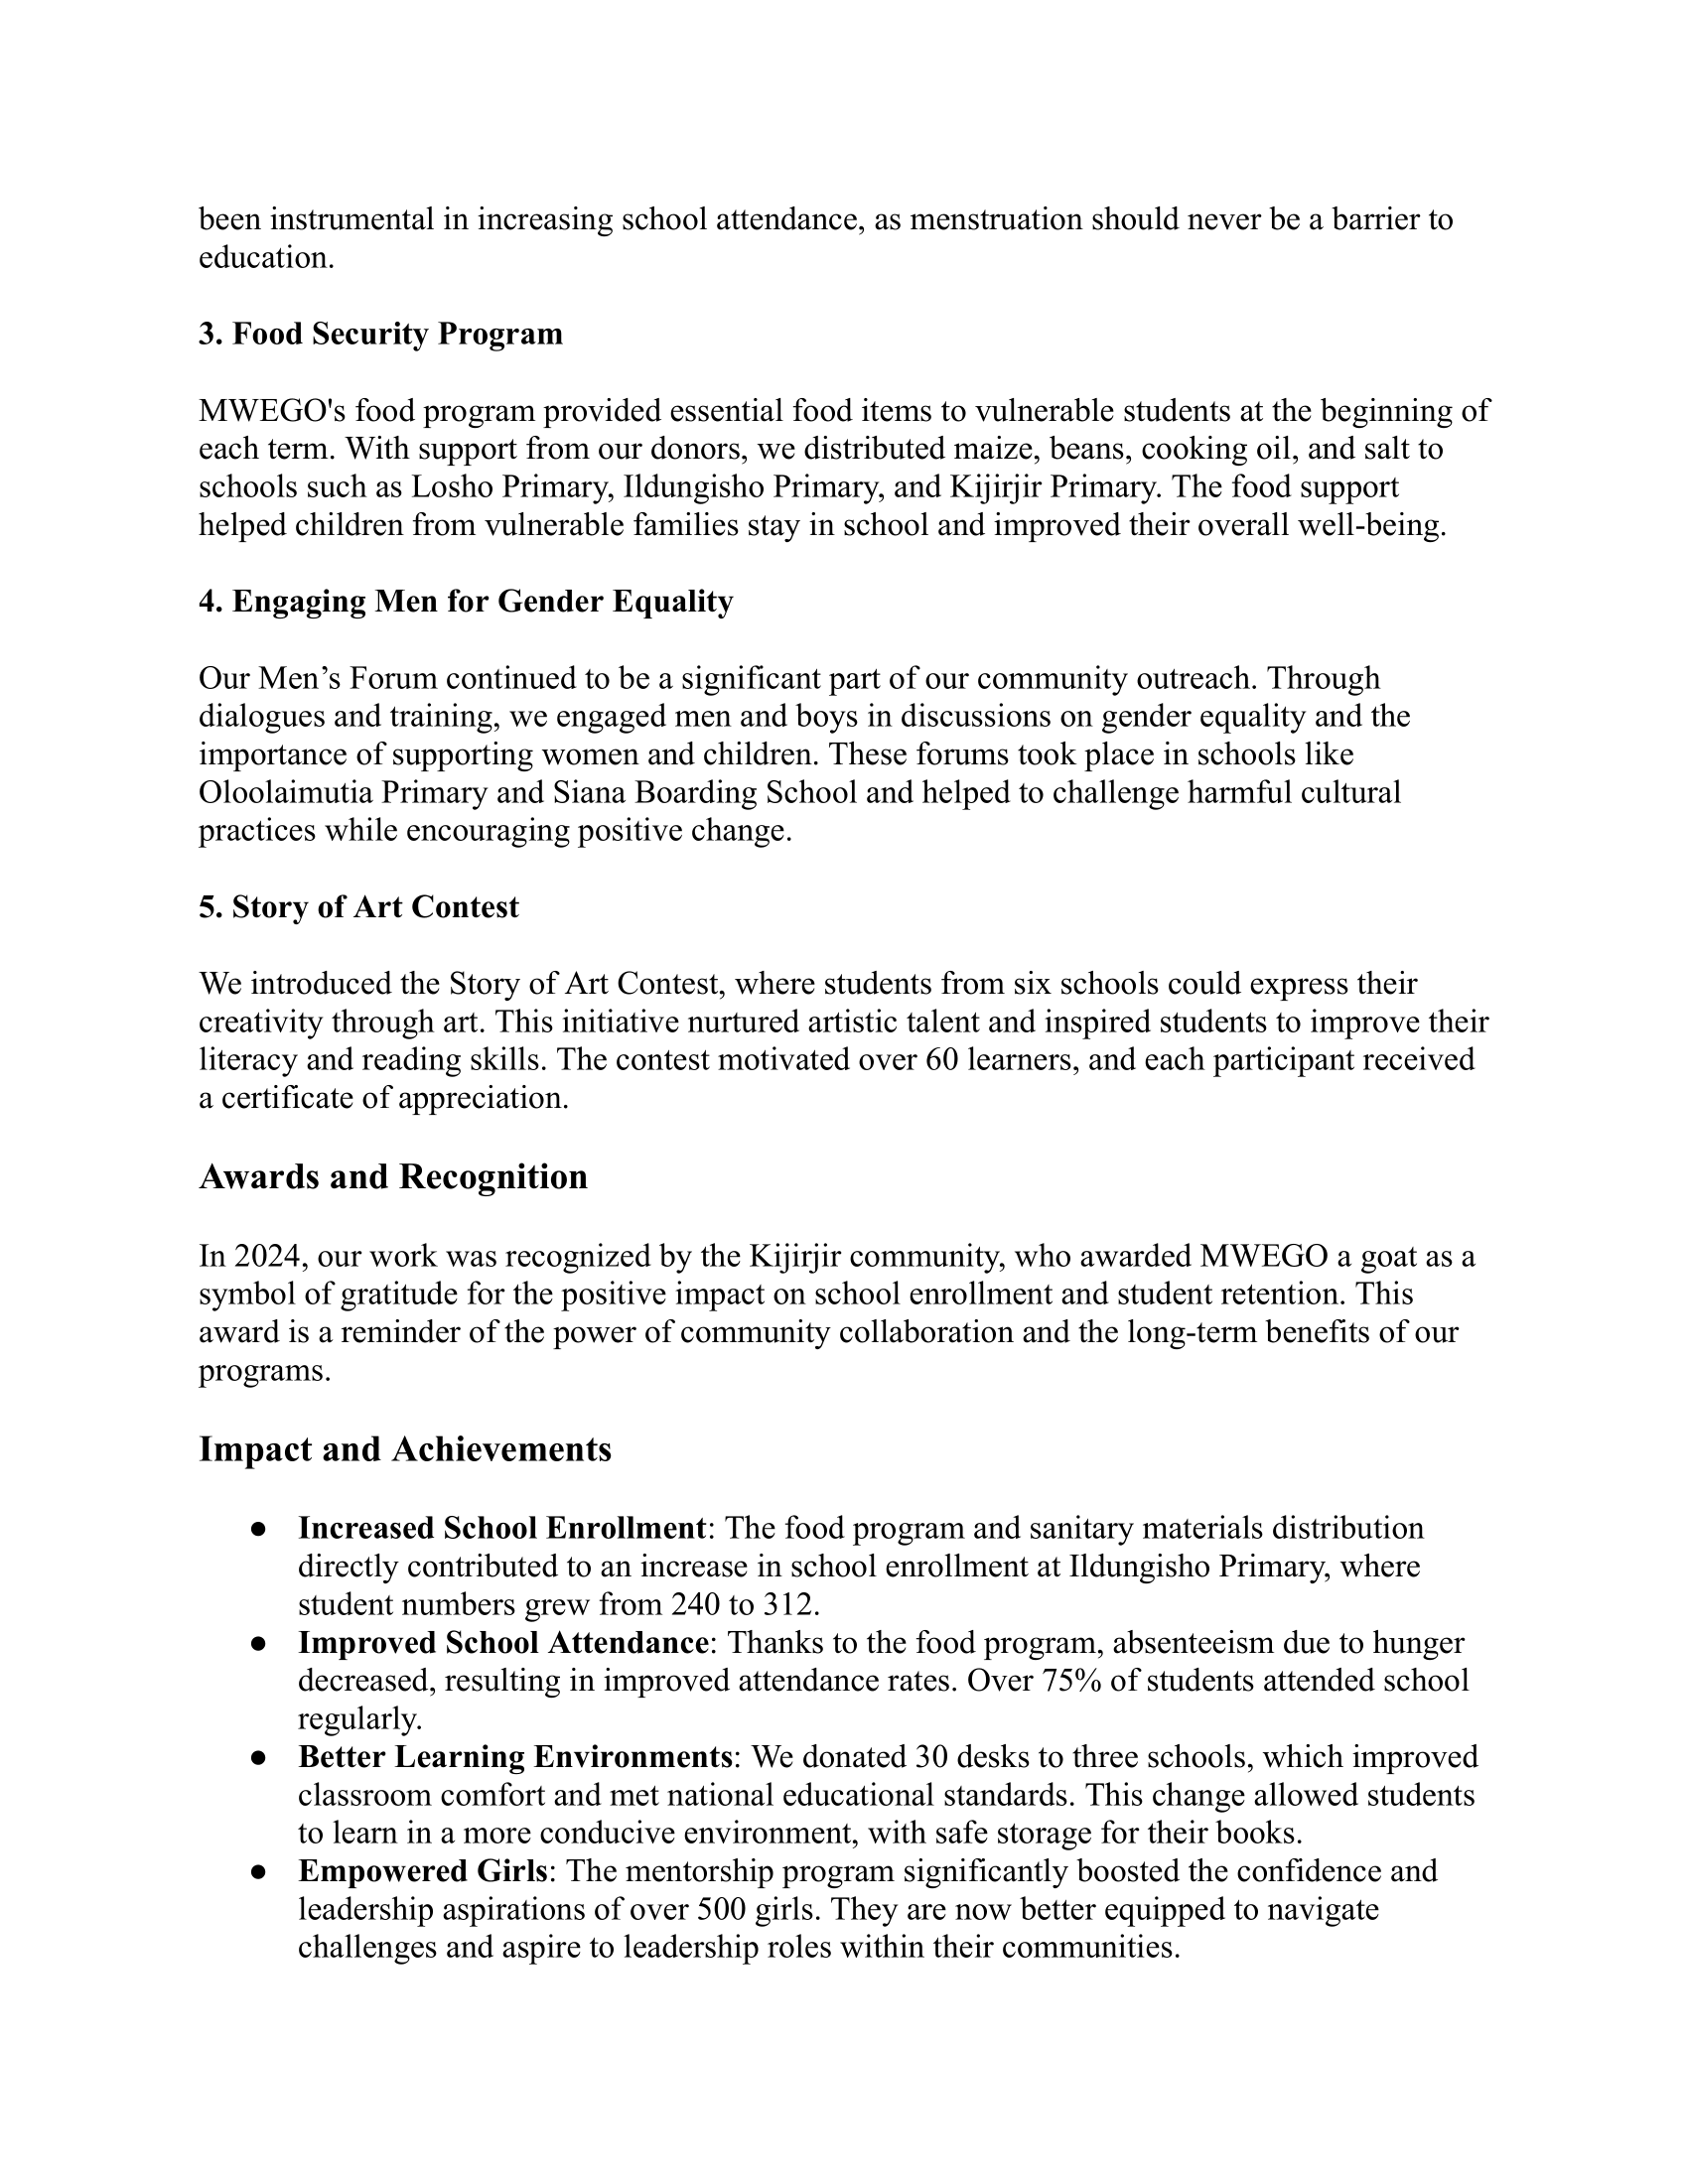 been instrumental in increasing school attendance, as menstruation should never be a barrier to
education.
3. Food Security Program
MWEGO's food program provided essential food items to vulnerable students at the beginning of
each term. With support from our donors, we distributed maize, beans, cooking oil, and salt to
schools such as Losho Primary, Ildungisho Primary, and Kijirjir Primary. The food support
helped children from vulnerable families stay in school and improved their overall well-being.
4. Engaging Men for Gender Equality
Our Men’s Forum continued to be a significant part of our community outreach. Through
dialogues and training, we engaged men and boys in discussions on gender equality and the
importance of supporting women and children. These forums took place in schools like
Oloolaimutia Primary and Siana Boarding School and helped to challenge harmful cultural
practices while encouraging positive change.
5. Story of Art Contest
We introduced the Story of Art Contest, where students from six schools could express their
creativity through art. This initiative nurtured artistic talent and inspired students to improve their
literacy and reading skills. The contest motivated over 60 learners, and each participant received
a certificate of appreciation.
Awards and Recognition
In 2024, our work was recognized by the Kijirjir community, who awarded MWEGO a goat as a
symbol of gratitude for the positive impact on school enrollment and student retention. This
award is a reminder of the power of community collaboration and the long-term benefits of our
programs.
Impact and Achievements
● Increased School Enrollment: The food program and sanitary materials distribution
directly contributed to an increase in school enrollment at Ildungisho Primary, where
student numbers grew from 240 to 312.
● Improved School Attendance: Thanks to the food program, absenteeism due to hunger
decreased, resulting in improved attendance rates. Over 75% of students attended school
regularly.
● Better Learning Environments: We donated 30 desks to three schools, which improved
classroom comfort and met national educational standards. This change allowed students
to learn in a more conducive environment, with safe storage for their books.
● Empowered Girls: The mentorship program significantly boosted the confidence and
leadership aspirations of over 500 girls. They are now better equipped to navigate
challenges and aspire to leadership roles within their communities.